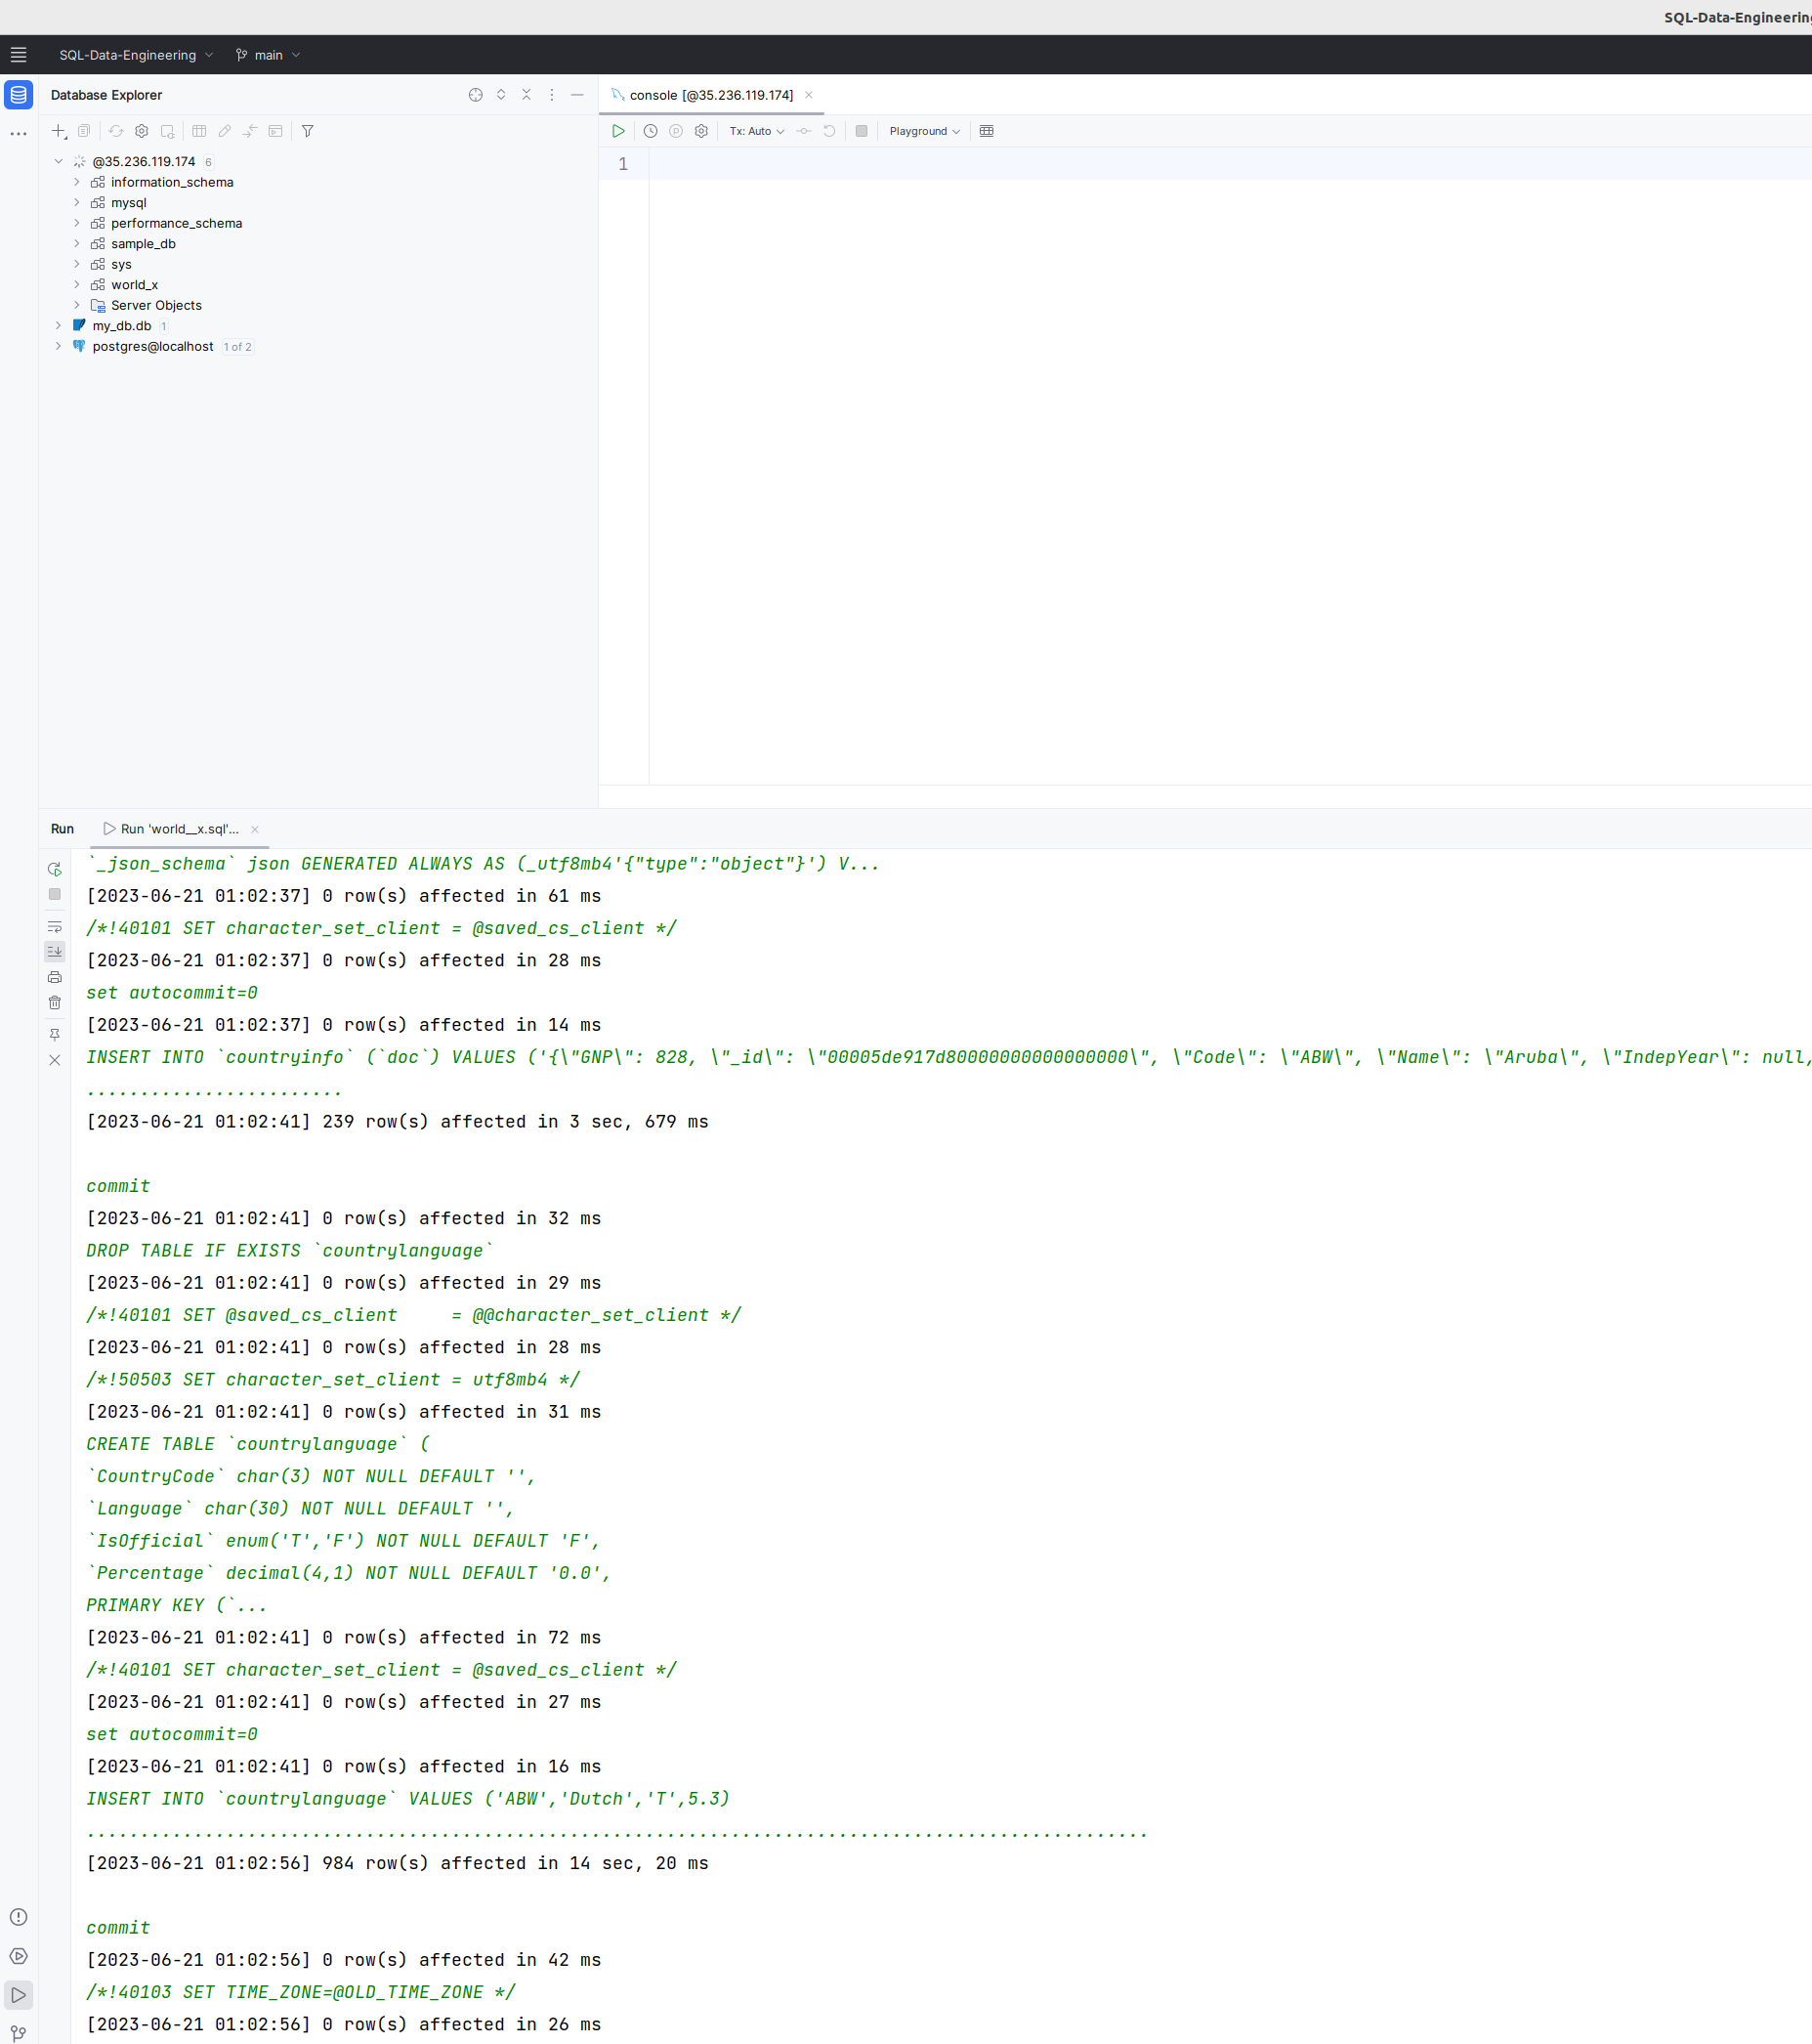 SQL-Data-Engineering
SQL-Data-Engineering main
Database Explorer
console [@35.236.119.174]
Tx: Auto
Playground
@35.236.119.174 6
information_schema
mysql
performance_schema
sample_db
sys
world_x
Server Objects
my_db.db 1
postgres@localhost 1 of 2
1
Run
Run 'world__x.sql'...
`_json_schema` json GENERATED ALWAYS AS (_utf8mb4'{"type":"object"}') V...
[2023-06-21 01:02:37] 0 row(s) affected in 61 ms
/*!40101 SET character_set_client = @saved_cs_client */
[2023-06-21 01:02:37] 0 row(s) affected in 28 ms
set autocommit=0
[2023-06-21 01:02:37] 0 row(s) affected in 14 ms
INSERT INTO `countryinfo` (`doc`) VALUES ('{\"GNP\": 828, \"_id\": \"00005de917d80000000000000000\", \"Code\": \"ABW\", \"Name\": \"Aruba\", \"IndepYear\": null,
........................
[2023-06-21 01:02:41] 239 row(s) affected in 3 sec, 679 ms
commit
[2023-06-21 01:02:41] 0 row(s) affected in 32 ms
DROP TABLE IF EXISTS `countrylanguage`
[2023-06-21 01:02:41] 0 row(s) affected in 29 ms
/*!40101 SET @saved_cs_client     = @@character_set_client */
[2023-06-21 01:02:41] 0 row(s) affected in 28 ms
/*!50503 SET character_set_client = utf8mb4 */
[2023-06-21 01:02:41] 0 row(s) affected in 31 ms
CREATE TABLE `countrylanguage` (
`CountryCode` char(3) NOT NULL DEFAULT '',
`Language` char(30) NOT NULL DEFAULT '',
`IsOfficial` enum('T','F') NOT NULL DEFAULT 'F',
`Percentage` decimal(4,1) NOT NULL DEFAULT '0.0',
PRIMARY KEY (`...
[2023-06-21 01:02:41] 0 row(s) affected in 72 ms
/*!40101 SET character_set_client = @saved_cs_client */
[2023-06-21 01:02:41] 0 row(s) affected in 27 ms
set autocommit=0
[2023-06-21 01:02:41] 0 row(s) affected in 16 ms
INSERT INTO `countrylanguage` VALUES ('ABW','Dutch','T',5.3)
...................................................................................................
[2023-06-21 01:02:56] 984 row(s) affected in 14 sec, 20 ms
commit
[2023-06-21 01:02:56] 0 row(s) affected in 42 ms
/*!40103 SET TIME_ZONE=@OLD_TIME_ZONE */
[2023-06-21 01:02:56] 0 row(s) affected in 26 ms